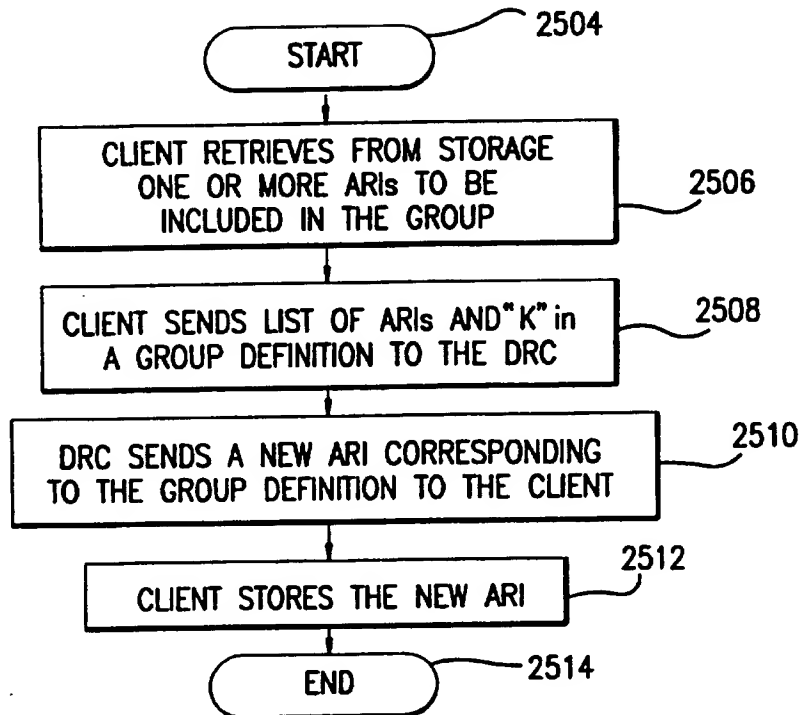 2504
START
CLIENT RETRIEVES FROM STORAGE
ONE OR MORE ARIs TO BE
INCLUDED IN THE GROUP
2506
CLIENT SENDS LIST OF ARIs AND "K" in
A GROUP DEFINITION TO THE DRC
2508
DRC SENDS A NEW ARI CORRESPONDING
TO THE GROUP DEFINITION TO THE CLIENT
2510
CLIENT STORES THE NEW ARI
2512
END
2514